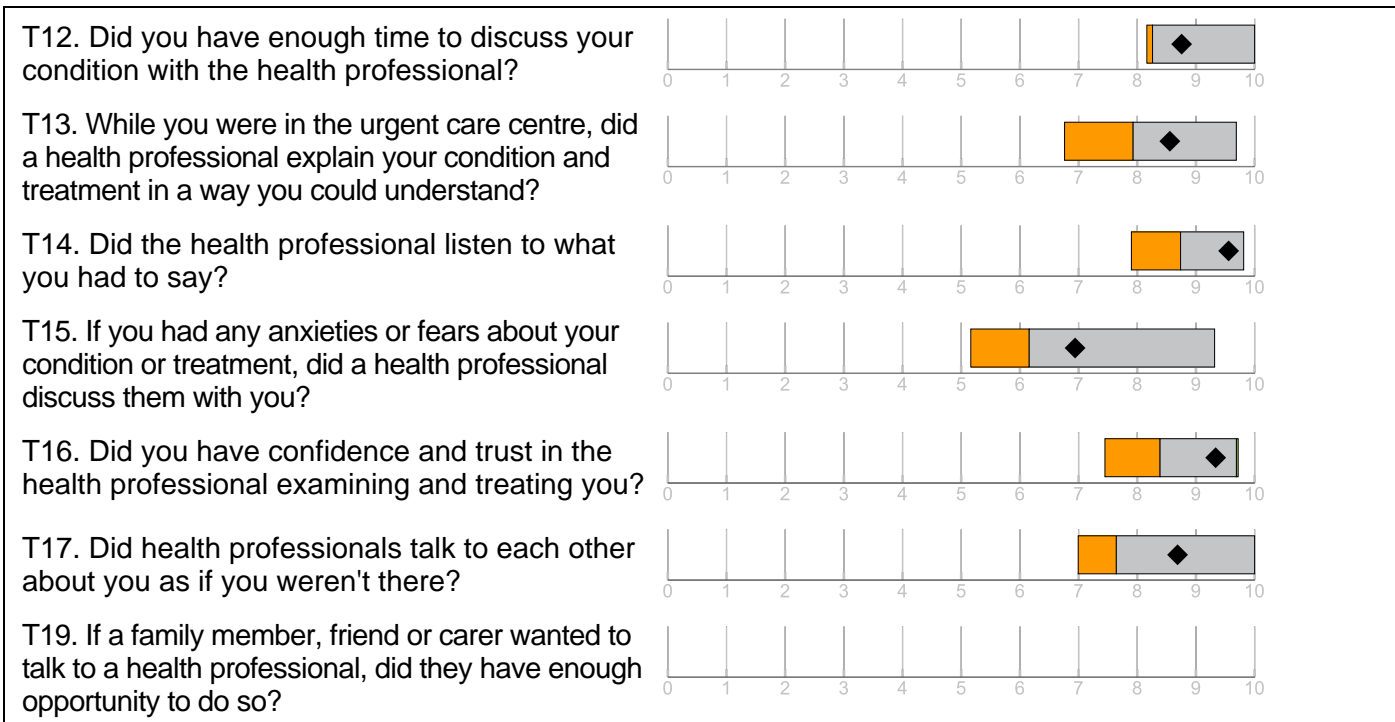 T12. Did you have enough time to discuss your
condition with the health professional?
0 1 2 3 4 5 6 7 8 9 10
T13. While you were in the urgent care centre, did
a health professional explain your condition and
treatment in a way you could understand?
0 1 2 3 4 5 6 7 8 9 10
T14. Did the health professional listen to what
you had to say?
0 1 2 3 4 5 6 7 8 9 10
T15. If you had any anxieties or fears about your
condition or treatment, did a health professional
discuss them with you?
0 1 2 3 4 5 6 7 8 9 10
T16. Did you have confidence and trust in the
health professional examining and treating you?
0 1 2 3 4 5 6 7 8 9 10
T17. Did health professionals talk to each other
about you as if you weren't there?
0 1 2 3 4 5 6 7 8 9 10
T19. If a family member, friend or carer wanted to
talk to a health professional, did they have enough
opportunity to do so?
0 1 2 3 4 5 6 7 8 9 10